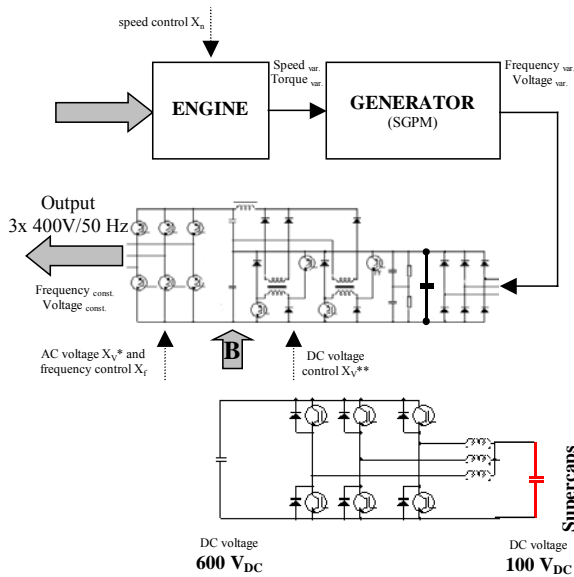 speed control Xn
Speed var.
Torque var.
Frequency var.
Voltage var.
ENGINE
GENERATOR
(SGPM)
Output
3x 400V/50 Hz
Frequency const.
Voltage const.
B
AC voltage XV* and
frequency control Xf
DC voltage
control XV**
Supercaps
DC voltage
600 VDC
DC voltage
100 VDC